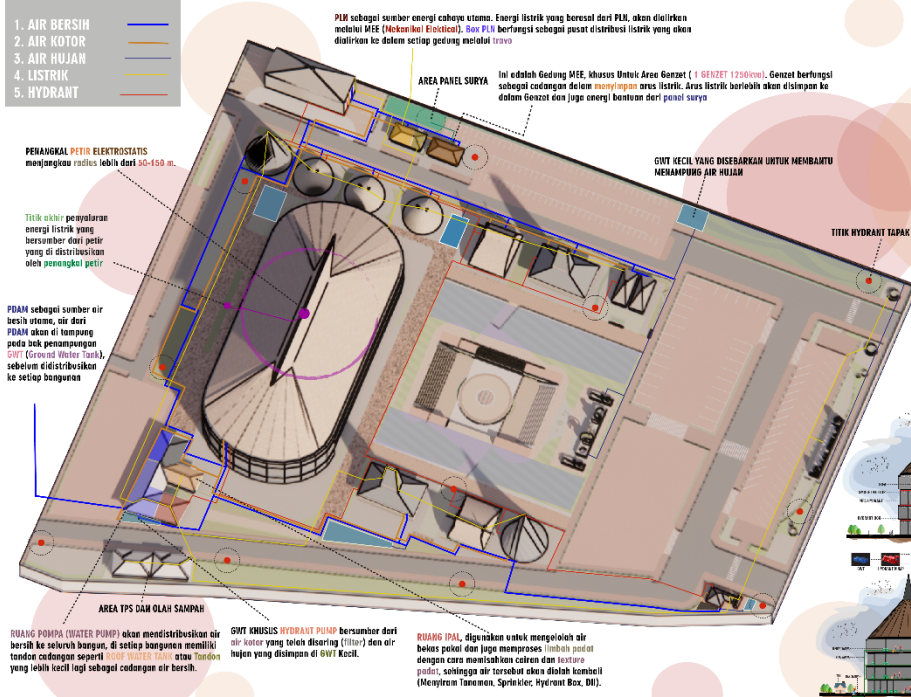 1. AIR BERSIH
2. AIR KOTOR
3. AIR HUJAN
4. LISTRIK
5. HYDRANT
PLN sebagai sumber energi cahaya utama. Energi listrik yang berasal dari PLN, akan dialirkan
melalui MEE (Mekanikal Elektical). Box PLN berfungsi sebagai pusat distribusi listrik yang akan
dialirkan ke dalam setiap gedung melalui travo
AREA PANEL SURYA
Ini adalah Gedung MEE, khusus Untuk Area Genzet ( 1 GENZET 1250kva). Genzet berfungsi
sebagai cadangan dalam menyimpan arus listrik. Arus listrik berlebih akan disimpan ke
dalam Genzet dan juga energi bantuan dari panel surya
PENANGKAL PETIR ELEKTROSTATIS
menjangkau radius lebih dari 50-150 m.
GWT KECIL YANG DISEBARKAN UNTUK MEMBANTU
MENAMPUNG AIR HUJAN
Titik akhir penyaluran
energi listrik yang
bersumber dari petir
yang di distribusikan
oleh penangkal petir
TITIK HYDRANT TAPAK
PDAM sebagai sumber air
besih utama, air dari
PDAM akan di tampung
pada bak penampungan
GWT (Ground Water Tank),
sebelum didistribusikan
ke setiap bangunan
AREA TPS DAN OLAH SAMPAH
RUANG POMPA (WATER PUMP) akan mendistribusikan air
bersih ke seluruh bangun, di setiap bangunan memiliki
tandon cadangan seperti ROOF WATER TANK atau Tandon
yang lebih kecil lagi sebagai cadangan air bersih.
GWT KHUSUS HYDRANT PUMP bersumber dari
air kotor yang telah disaring (filter) dan air
hujan yang disimpan di GWT Kecil.
RUANG IPAL, digunakan untuk mengelolah air
bekas pakai dan juga memproses limbah padat
dengan cara memisahkan cairan dan texture
padat, sehingga air tersebut akan diolah kembali
(Menyiram Tanaman, Sprinkler, Hydrant Box, Dll).
HYDRANT BOX
GWT
HYDRANT PUMP